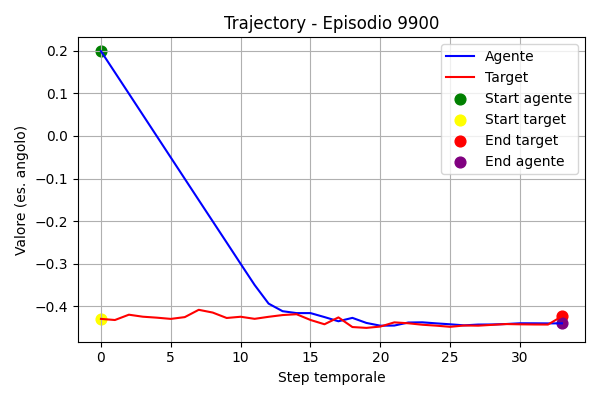 Trajectory - Episodio 9900
Agente
Target
Start agente
Start target
End target
End agente
Valore (es. angolo)
0.2
0.1
0.0
−0.1
−0.2
−0.3
−0.4
0 5 10 15 20 25 30
Step temporale